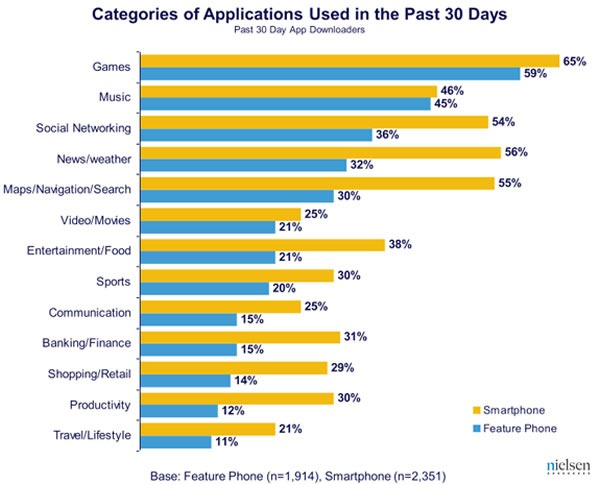 Categories of Applications Used in the Past 30 Days
Past 30 Day App Downloaders
Games 65%
59%
Music 46%
45%
Social Networking 54%
36%
News/weather 56%
32%
Maps/Navigation/Search 55%
30%
Video/Movies 25%
21%
Entertainment/Food 38%
21%
Sports 30%
20%
Communication 25%
15%
Banking/Finance 31%
15%
Shopping/Retail 29%
14%
Productivity 30%
12%
Travel/Lifestyle 21%
11%
Smartphone
Feature Phone
nielsen
Base: Feature Phone (n=1,914), Smartphone (n=2,351)